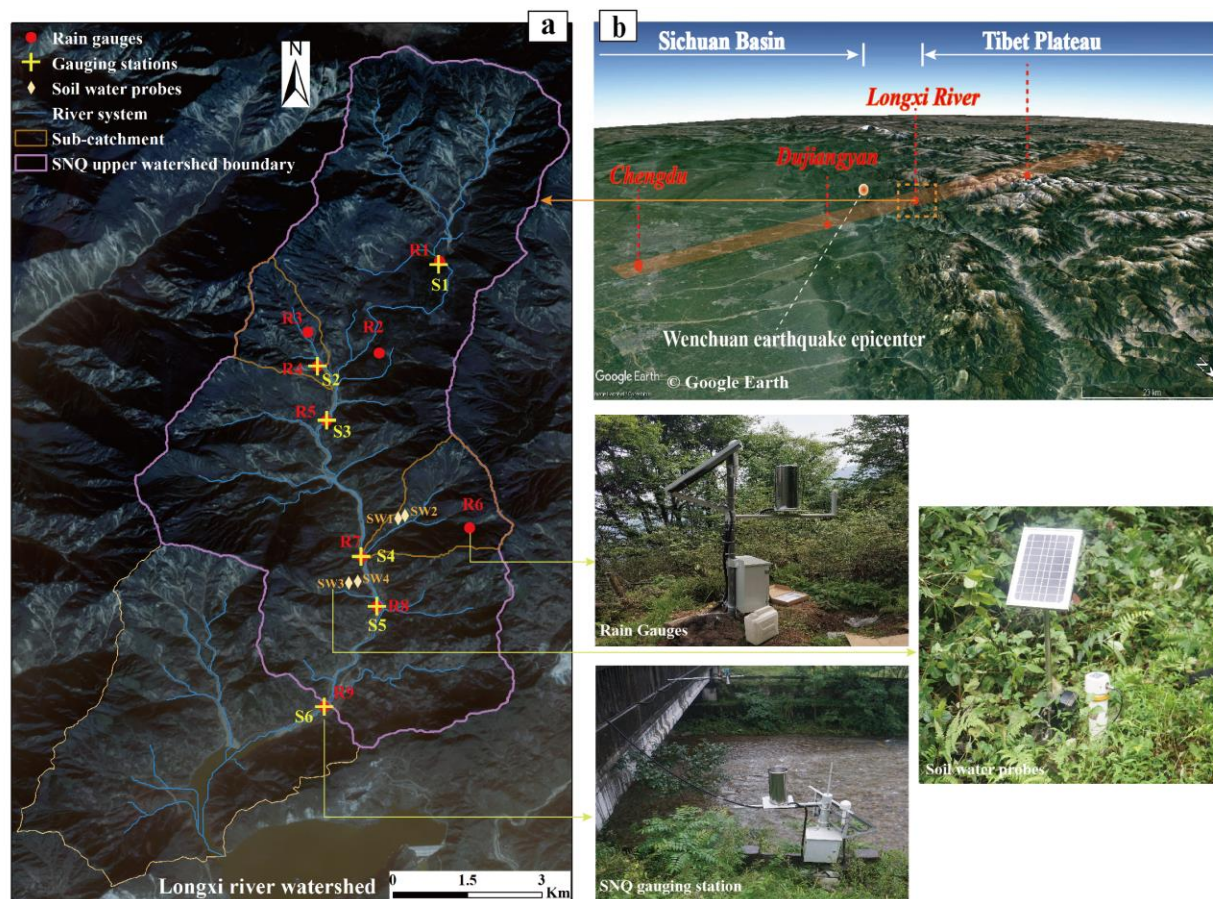 a
Rain gauges
Gauging stations
Soil water probes
River system
Sub-catchment
SNQ upper watershed boundary
N
R1
S1
R3
R2
R4
S2
R5
S3
SW1
SW2
R6
R7
S4
SW3
SW4
R8
S5
R9
S6
Longxi river watershed
0 1.5 3
Km
b
Sichuan Basin
Tibet Plateau
Longxi River
Dujiangyan
Chengdu
Wenchuan earthquake epicenter
Google Earth
© Google Earth
Rain Gauges
Soil water probes
SNQ gauging station